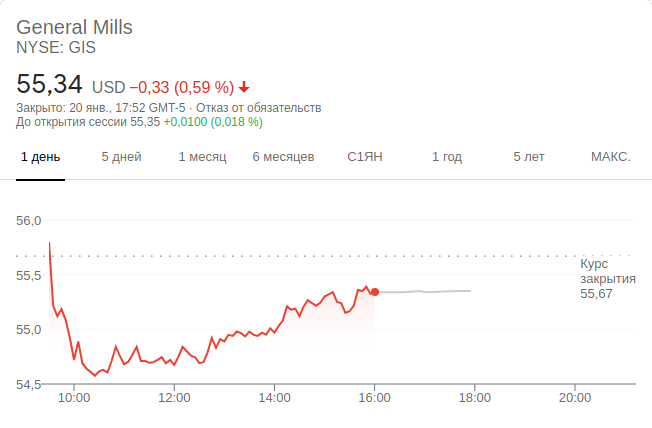 General Mills
NYSE: GIS
55,34 USD −0,33 (0,59 %)
Закрыто: 20 янв., 17:52 GMT-5 · Отказ от обязательств
До открытия сессии 55,35 +0,0100 (0,018 %)
1 день 5 дней 1 месяц 6 месяцев С1ЯН 1 год 5 лет МАКС.
56,0
Курс
закрытия
55,67
55,5
55,0
54,5
10:00 12:00 14:00 16:00 18:00 20:00